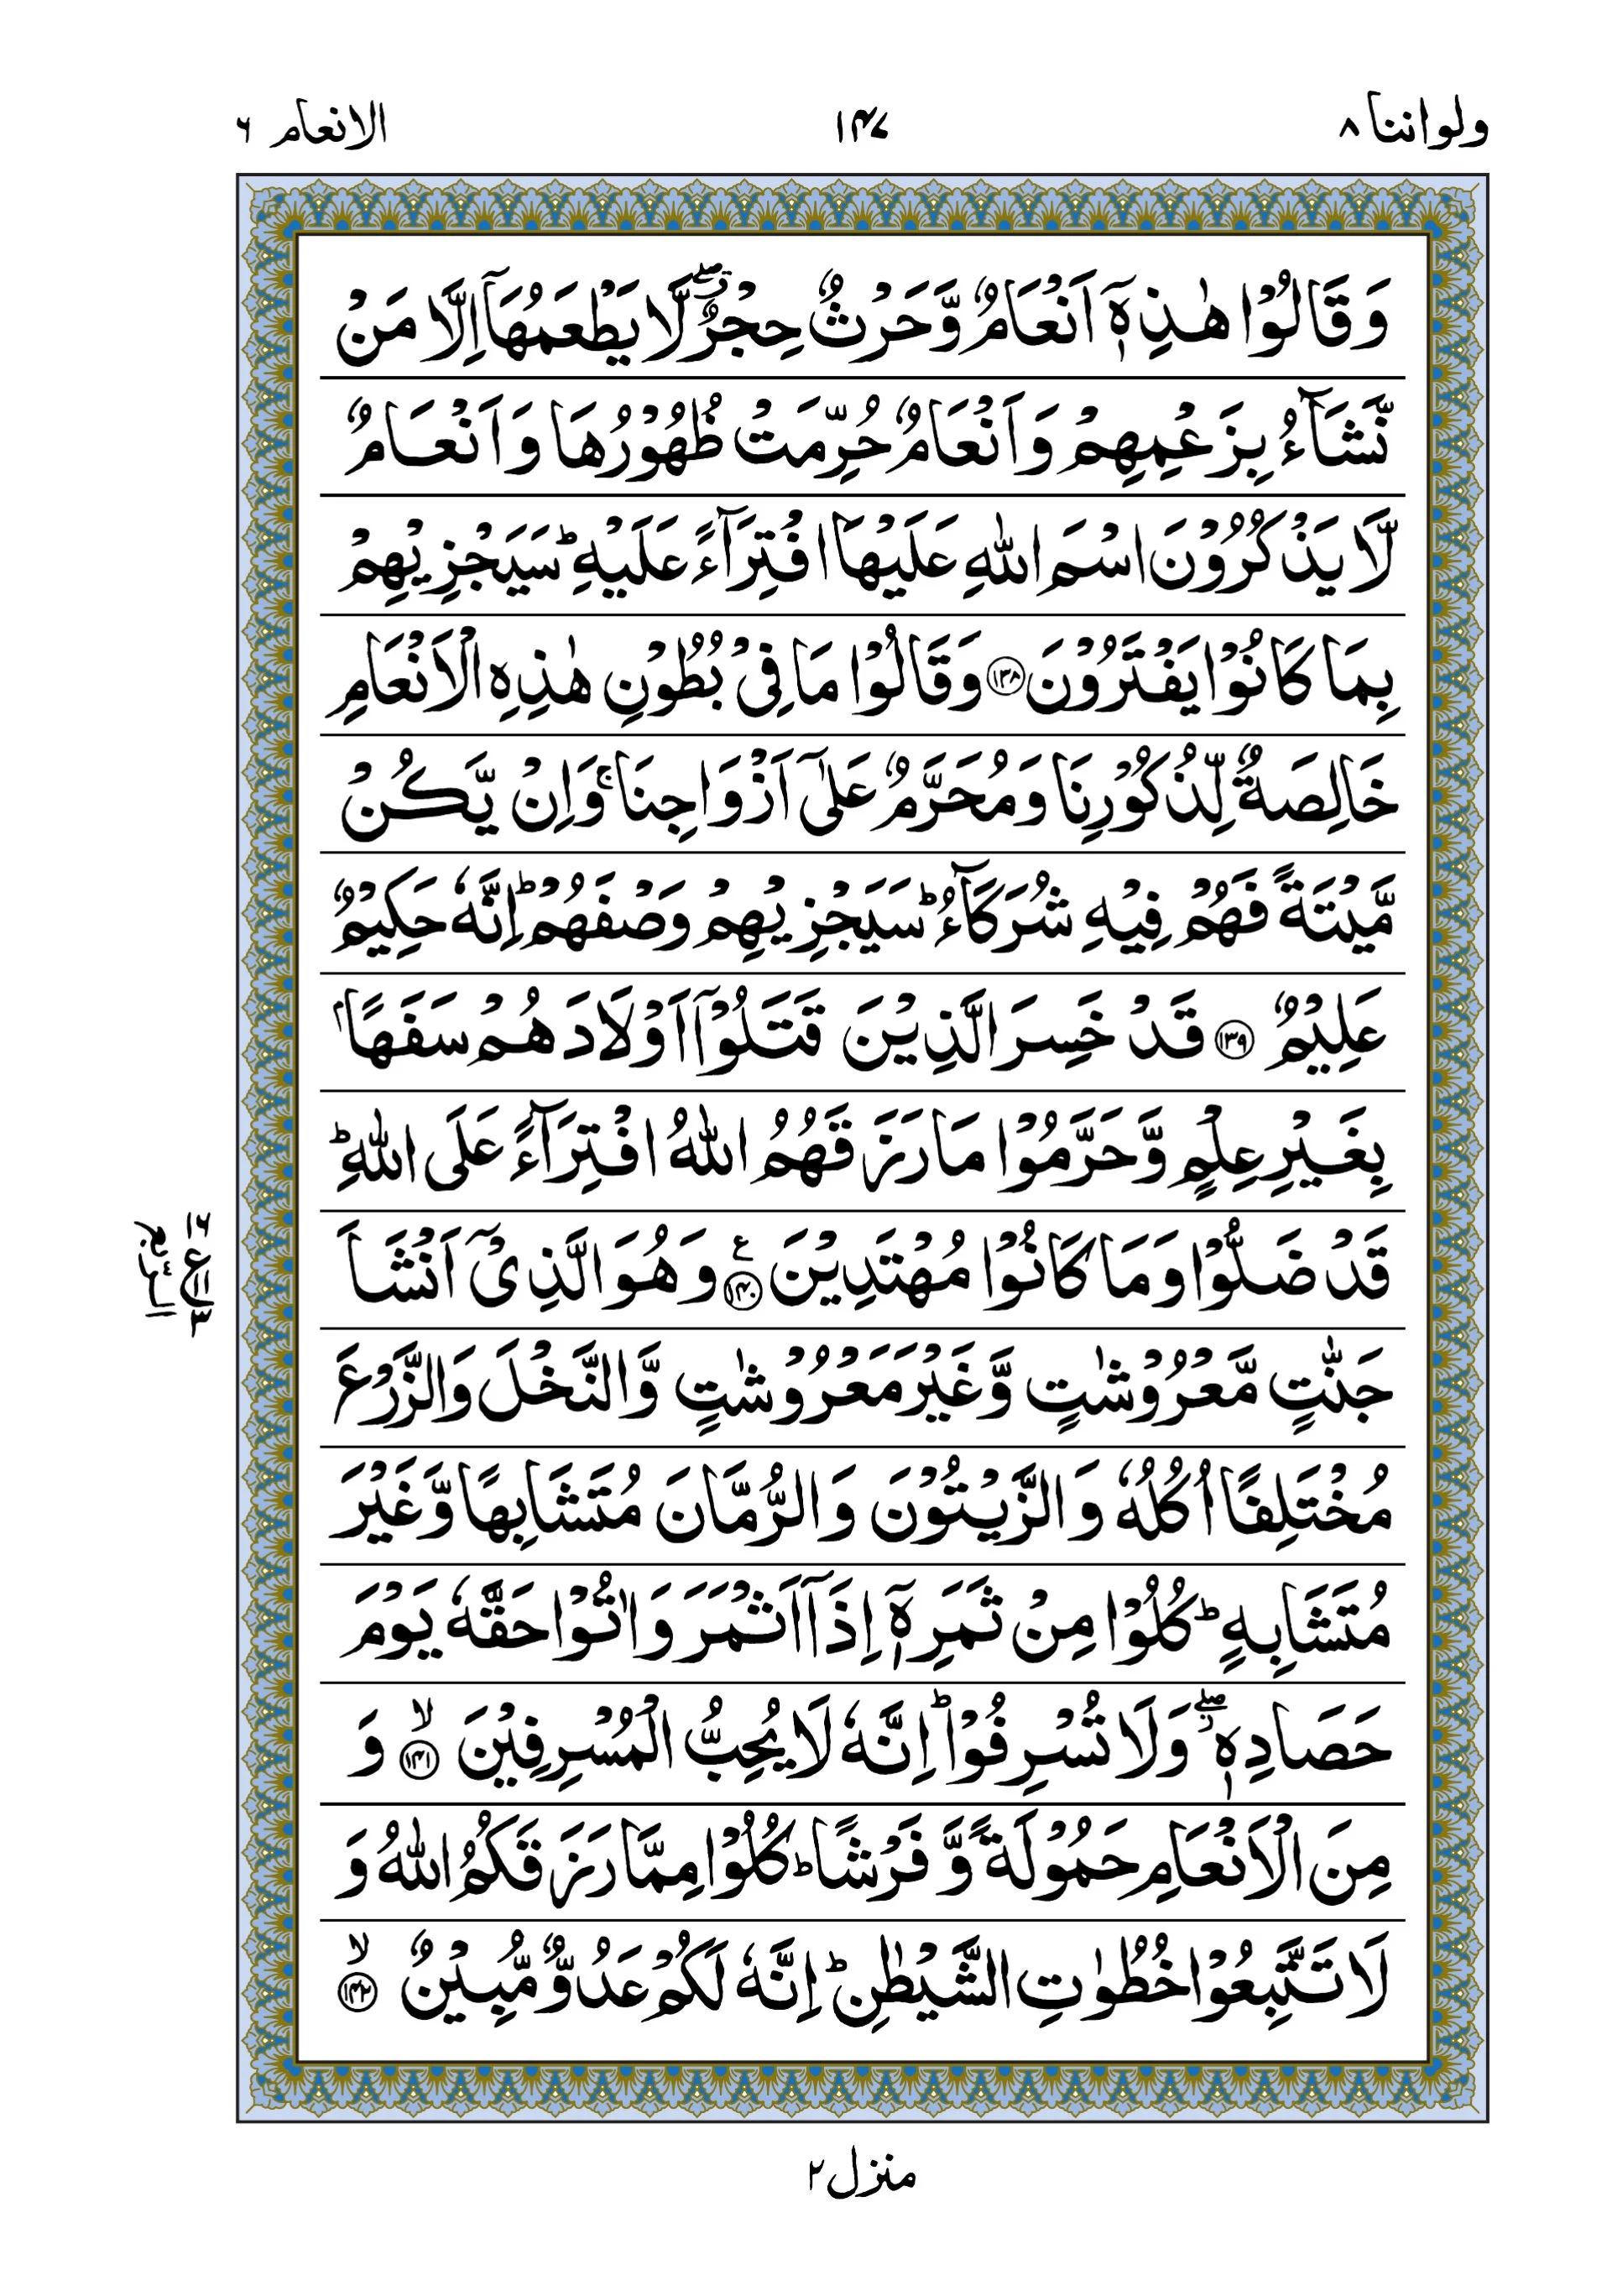 ولواننا ٨ ١٤٧ الانعام ٦
وَقَالُوْا هٰذِهٖۤ اَنْعَامٌ وَّحَرْثٌ حِجْرٌ ۖۗ لَّا يَطْعَمُهَاۤ اِلَّا مَنْ
نَّشَآءُ بِزَعْمِهِمْ وَاَنْعَامٌ حُرِّمَتْ ظُهُوْرُهَا وَاَنْعَامٌ
لَّا يَذْكُرُوْنَ اسْمَ اللّٰهِ عَلَيْهَا افْتِرَآءً عَلَيْهِ ؕ سَيَجْزِيْهِمْ
بِمَا كَانُوْا يَفْتَرُوْنَ ﴿١٣٨﴾ وَقَالُوْا مَا فِىْ بُطُوْنِ هٰذِهِ الْاَنْعَامِ
خَالِصَةٌ لِّذُكُوْرِنَا وَمُحَرَّمٌ عَلٰٓى اَزْوَاجِنَا ۚ وَاِنْ يَّكُنْ
مَّيْتَةً فَهُمْ فِيْهِ شُرَكَآءُ ؕ سَيَجْزِيْهِمْ وَصْفَهُمْ ؕ اِنَّهٗ حَكِيْمٌ
عَلِيْمٌ ﴿١٣٩﴾ قَدْ خَسِرَ الَّذِيْنَ قَتَلُوْۤا اَوْلَادَهُمْ سَفَهًاۢ
بِغَيْرِ عِلْمٍ وَّحَرَّمُوْا مَا رَزَقَهُمُ اللّٰهُ افْتِرَآءً عَلَى اللّٰهِ ؕ
قَدْ ضَلُّوْا وَمَا كَانُوْا مُهْتَدِيْنَ ﴿١٤٠﴾ ع وَهُوَ الَّذِىْۤ اَنْشَاَ
جَنّٰتٍ مَّعْرُوْشٰتٍ وَّغَيْرَ مَعْرُوْشٰتٍ وَّالنَّخْلَ وَالزَّرْعَ
مُخْتَلِفًا اُكُلُهٗ وَالزَّيْتُوْنَ وَالرُّمَّانَ مُتَشَابِهًا وَّغَيْرَ
مُتَشَابِهٍ ؕ كُلُوْا مِنْ ثَمَرِهٖۤ اِذَاۤ اَثْمَرَ وَاٰتُوْا حَقَّهٗ يَوْمَ
حَصَادِهٖ ۖ وَلَا تُسْرِفُوْا ؕ اِنَّهٗ لَا يُحِبُّ الْمُسْرِفِيْنَ ۙ ﴿١٤١﴾ وَ
مِنَ الْاَنْعَامِ حَمُوْلَةً وَّفَرْشًا ؕ كُلُوْا مِمَّا رَزَقَكُمُ اللّٰهُ وَ
لَا تَتَّبِعُوْا خُطُوٰتِ الشَّيْطٰنِ ؕ اِنَّهٗ لَكُمْ عَدُوٌّ مُّبِيْنٌ ۙ ﴿١٤٢﴾
الربع
ع
منزل ٢